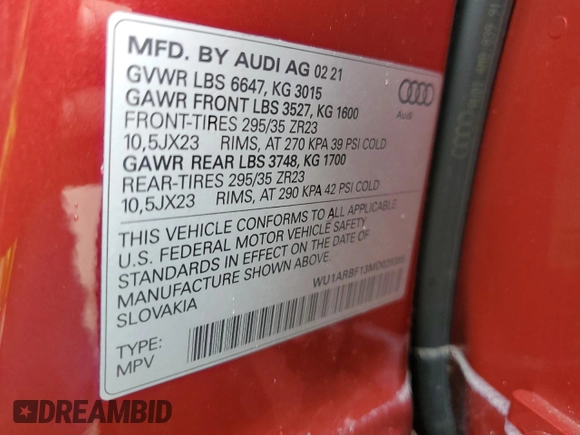 MFD. BY AUDI AG 02 21
GVWR LBS 6647, KG 3015
GAWR FRONT LBS 3527, KG 1600
FRONT-TIRES 295/35 ZR23
10,5JX23 RIMS, AT 270 KPA 39 PSI COLD
GAWR REAR LBS 3748, KG 1700
REAR-TIRES 295/35 ZR23
10,5JX23 RIMS, AT 290 KPA 42 PSI COLD
THIS VEHICLE CONFORMS TO ALL APPLICABLE
U.S. FEDERAL MOTOR VEHICLE SAFETY
STANDARDS IN EFFECT ON THE DATE OF
MANUFACTURE SHOWN ABOVE.
SLOVAKIA
TYPE:
MPV
Audi
DREAMBID